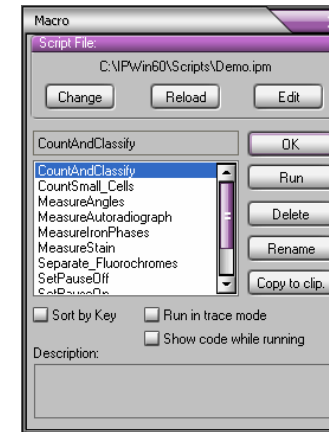 Macro
Script File:
C:\IPWin60\Scripts\Demo.ipm
Change Reload Edit
CountAndClassify OK
CountAndClassify
CountSmall_Cells
MeasureAngles
MeasureAutoradiograph
MeasureIronPhases
MeasureStain
Separate_Fluorochromes
SetPauseOff
SetPauseOn
Run
Delete
Rename
Copy to clip.
Sort by Key Run in trace mode
Show code while running
Description: